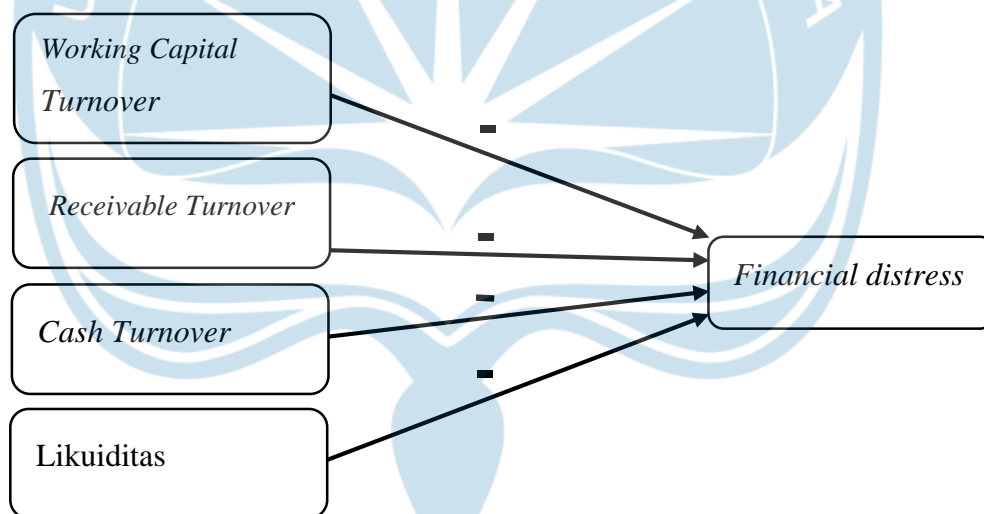 Working Capital
Turnover
-
Receivable Turnover
-
Financial distress
-
Cash Turnover
-
Likuiditas